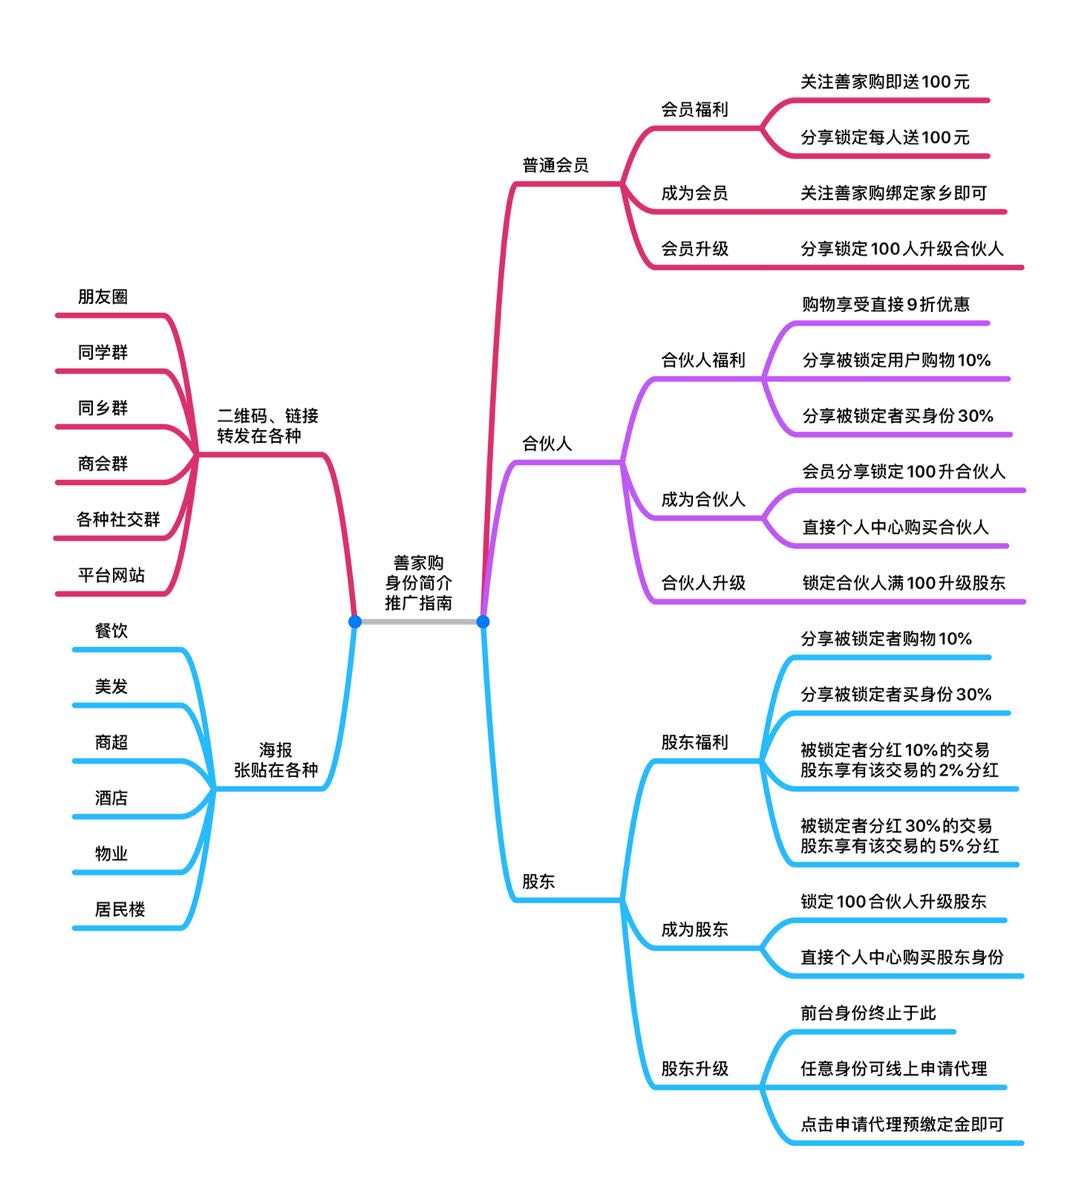 善家购
身份简介
推广指南
二维码、链接
转发在各种
朋友圈
同学群
同乡群
商会群
各种社交群
平台网站
海报
张贴在各种
餐饮
美发
商超
酒店
物业
居民楼
普通会员
会员福利
关注善家购即送100元
分享锁定每人送100元
成为会员
关注善家购绑定家乡即可
会员升级
分享锁定100人升级合伙人
合伙人
合伙人福利
购物享受直接9折优惠
分享被锁定用户购物10%
分享被锁定者买身份30%
成为合伙人
会员分享锁定100升合伙人
直接个人中心购买合伙人
合伙人升级
锁定合伙人满100升级股东
股东
股东福利
分享被锁定者购物10%
分享被锁定者买身份30%
被锁定者分红10%的交易
股东享有该交易的2%分红
被锁定者分红30%的交易
股东享有该交易的5%分红
成为股东
锁定100合伙人升级股东
直接个人中心购买股东身份
股东升级
前台身份终止于此
任意身份可线上申请代理
点击申请代理预缴定金即可